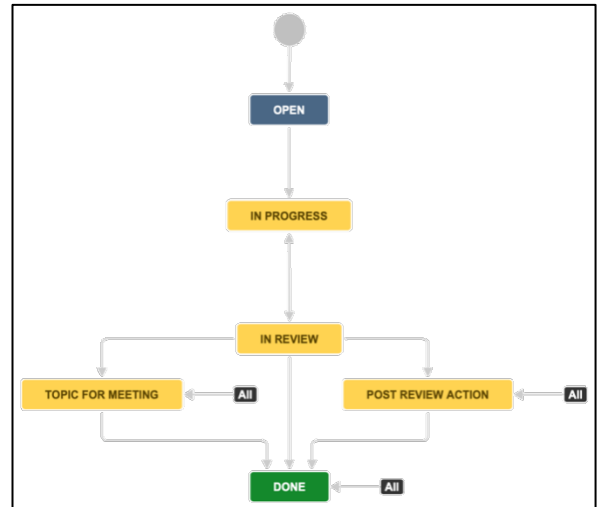 OPEN
IN PROGRESS
IN REVIEW
TOPIC FOR MEETING
All
POST REVIEW ACTION
All
DONE
All